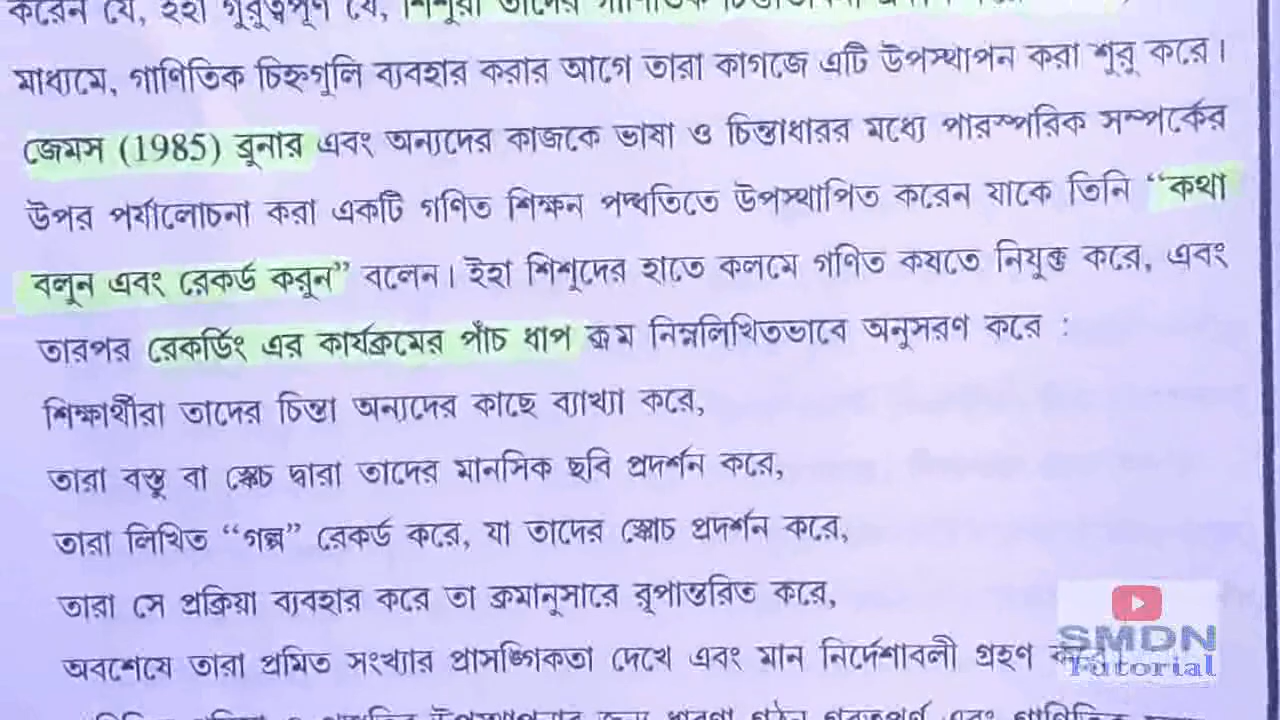 করেন যে, ইহা গুরুত্বপূর্ণ যে, শিশুরা তাদের গাণিতিক
মাধ্যমে, গাণিতিক চিহ্নগুলি ব্যবহার করার আগে তারা কাগজে এটি উপস্থাপন করা শুরু করে।
জেমস (1985) ব্রুনার এবং অন্যদের কাজকে ভাষা ও চিন্তাধারর মধ্যে পারস্পরিক সম্পর্কের
উপর পর্যালোচনা করা একটি গণিত শিক্ষন পদ্ধতিতে উপস্থাপিত করেন যাকে তিনি “কথা
বলুন এবং রেকর্ড করুন” বলেন। ইহা শিশুদের হাতে কলমে গণিত কষতে নিযুক্ত করে, এবং
তারপর রেকর্ডিং এর কার্যক্রমের পাঁচ ধাপ ক্রম নিম্নলিখিতভাবে অনুসরণ করে :
শিক্ষার্থীরা তাদের চিন্তা অন্যদের কাছে ব্যাখ্যা করে,
তারা বস্তু বা স্কেচ দ্বারা তাদের মানসিক ছবি প্রদর্শন করে,
তারা লিখিত “গল্প” রেকর্ড করে, যা তাদের স্কোচ প্রদর্শন করে,
তারা সে প্রক্রিয়া ব্যবহার করে তা ক্রমানুসারে রূপান্তরিত করে,
অবশেষে তারা প্রমিত সংখ্যার প্রাসঙ্গিকতা দেখে এবং মান নির্দেশাবলী গ্রহণ
SMDN
Tutorial